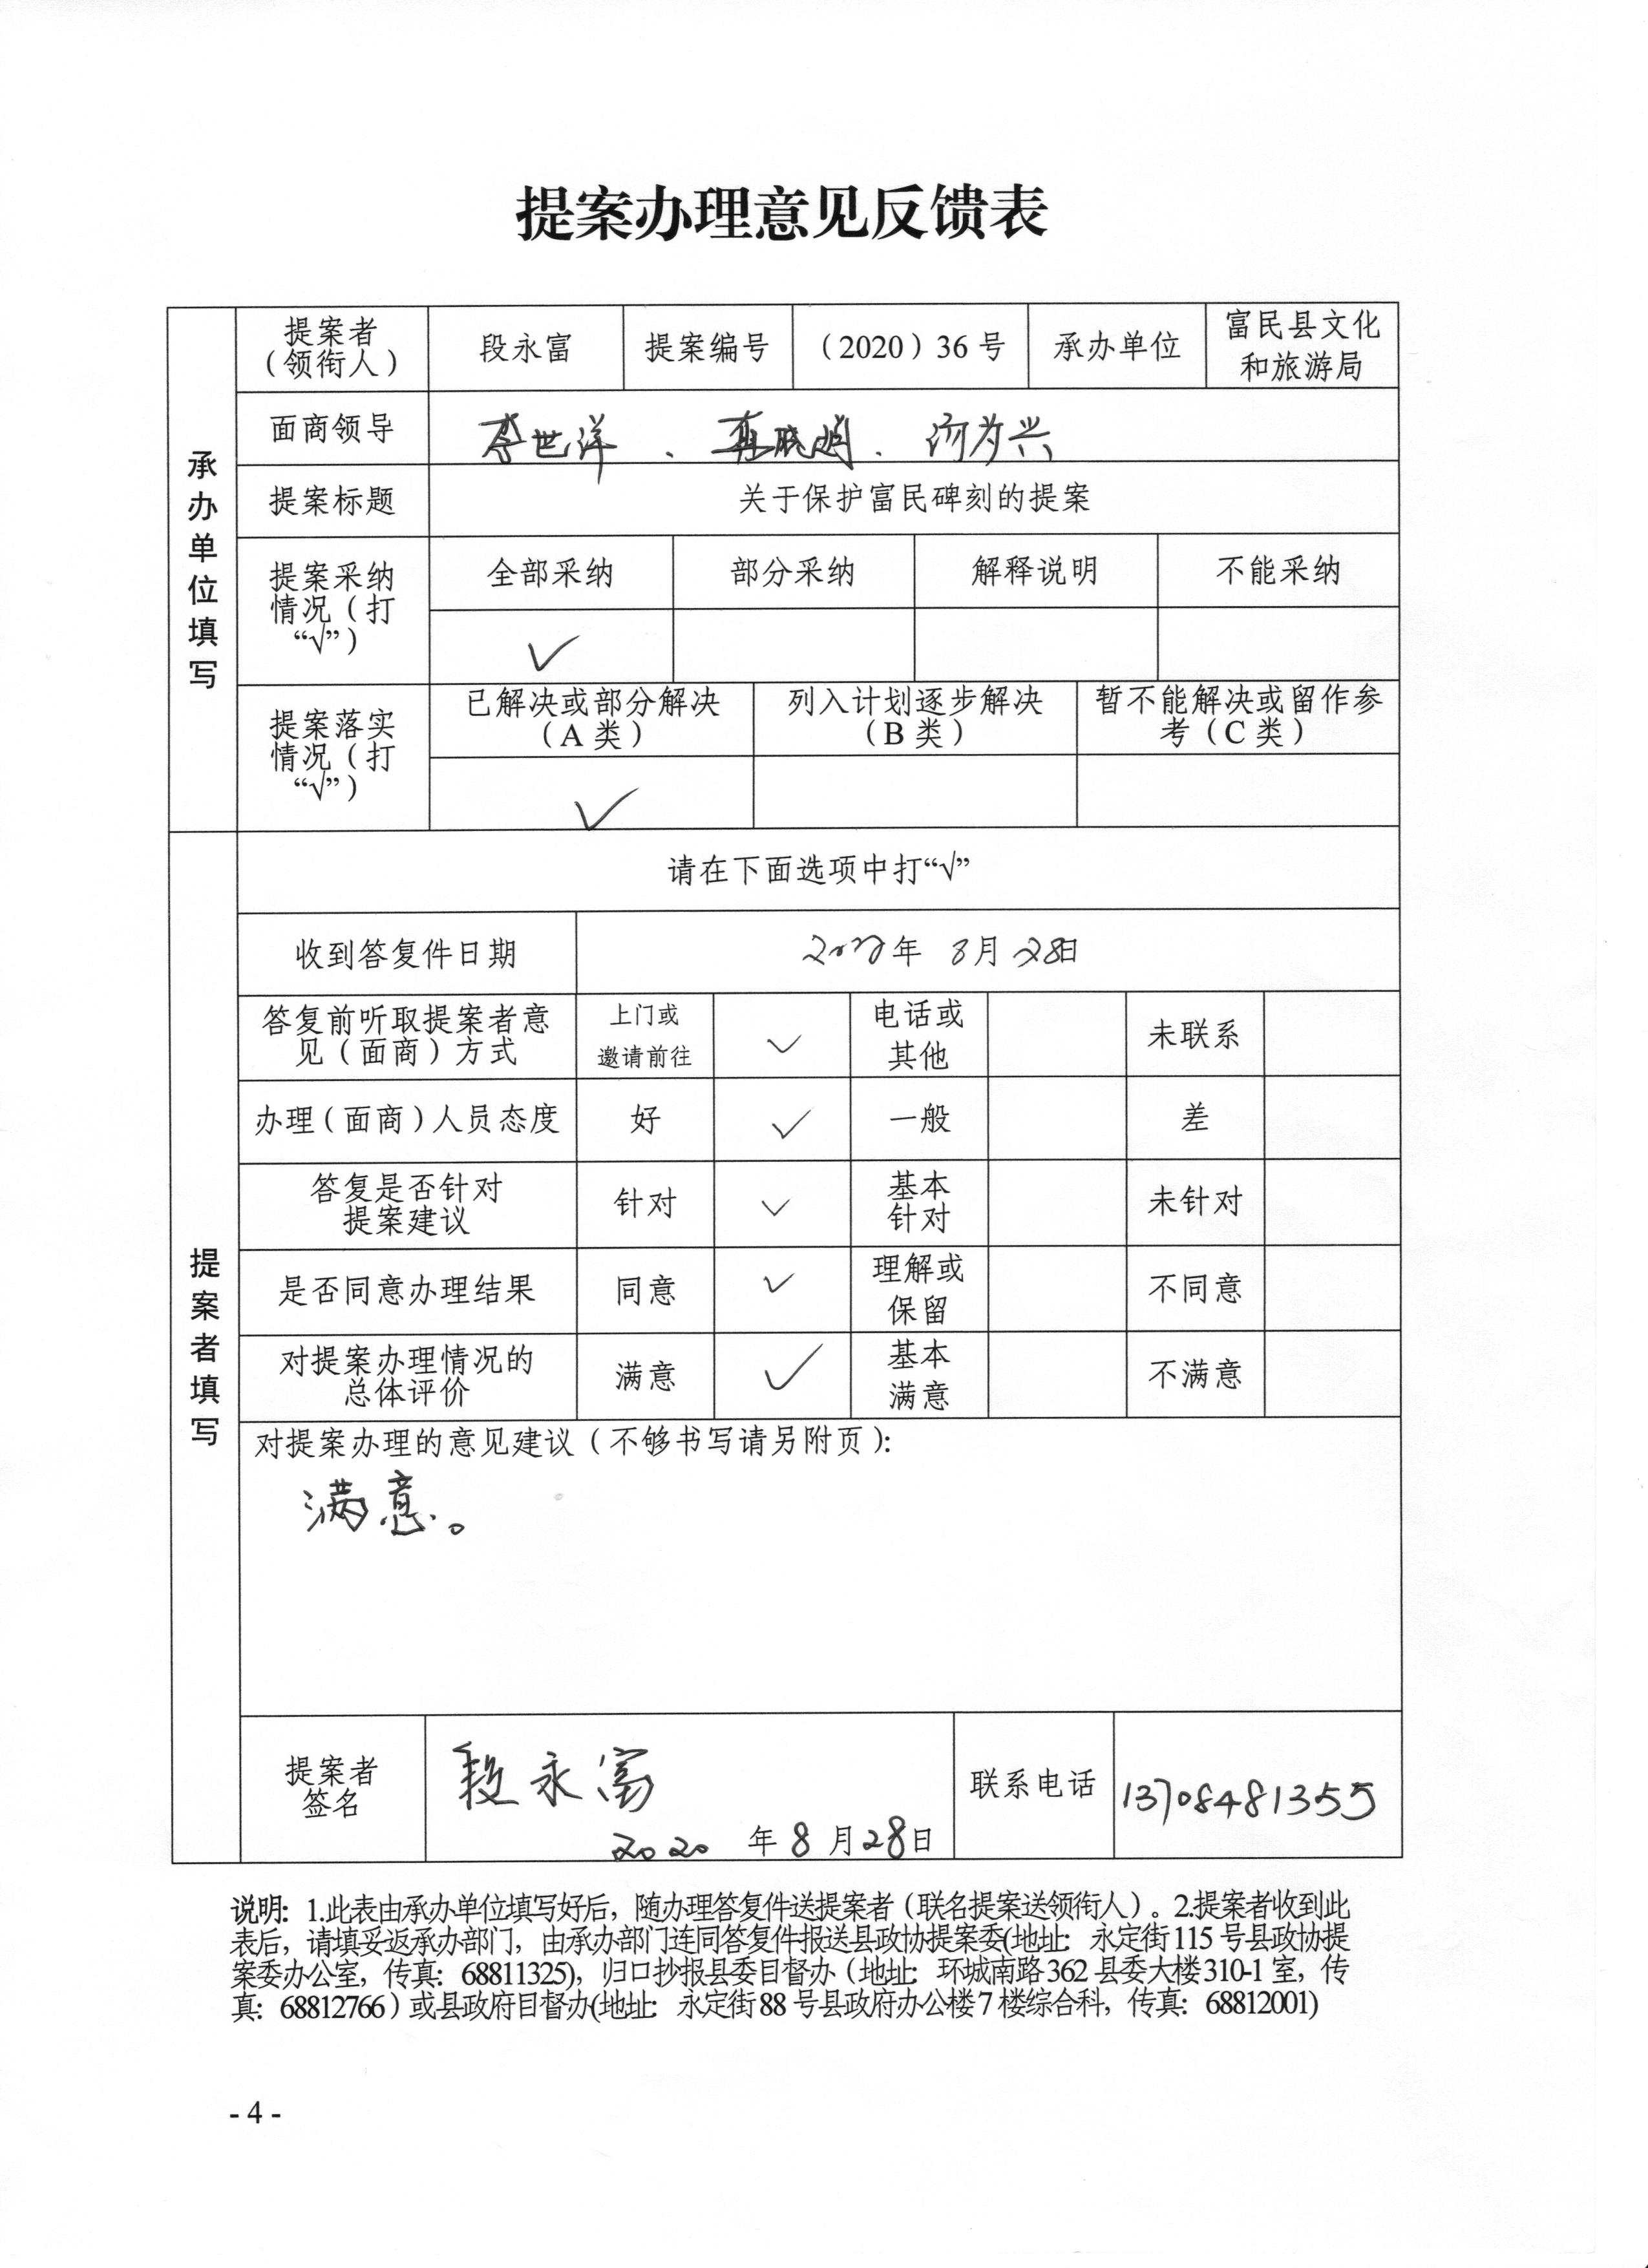 提案办理意见反馈表
承办单位填写
提案者
（领衔人）
段永富
提案编号
（2020）36号
承办单位
富民县文化
和旅游局
面商领导
李世洋、
提案标题
关于保护富民碑刻的提案
提案采纳
情况（打
“√”）
全部采纳
部分采纳
解释说明
不能采纳
✓
提案落实
情况（打
“√”）
已解决或部分解决
（A 类）
列入计划逐步解决
（B 类）
暂不能解决或留作参
考（C 类）
✓
提案者填写
请在下面选项中打“√”
收到答复件日期
2020年 8月 28日
答复前听取提案者意
见（面商）方式
上门或
邀请前往
✓
电话或
其他
未联系
办理（面商）人员态度
好
✓
一般
差
答复是否针对
提案建议
针对
✓
基本
针对
未针对
是否同意办理结果
同意
✓
理解或
保留
不同意
对提案办理情况的
总体评价
满意
✓
基本
满意
不满意
对提案办理的意见建议（不够书写请另附页）：
满意。
提案者
签名
段永富
2020 年 8 月 28 日
联系电话
13708481355
说明：1.此表由承办单位填写好后，随办理答复件送提案者（联名提案送领衔人）。2.提案者收到此
表后，请填妥返承办部门，由承办部门连同答复件报送县政协提案委(地址：永定街115号县政协提
案委办公室，传真：68811325)，归口抄报县委目督办（地址：环城南路362县委大楼310-1室，传
真：68812766）或县政府目督办(地址：永定街88号县政府办公楼7楼综合科，传真：68812001)
- 4 -